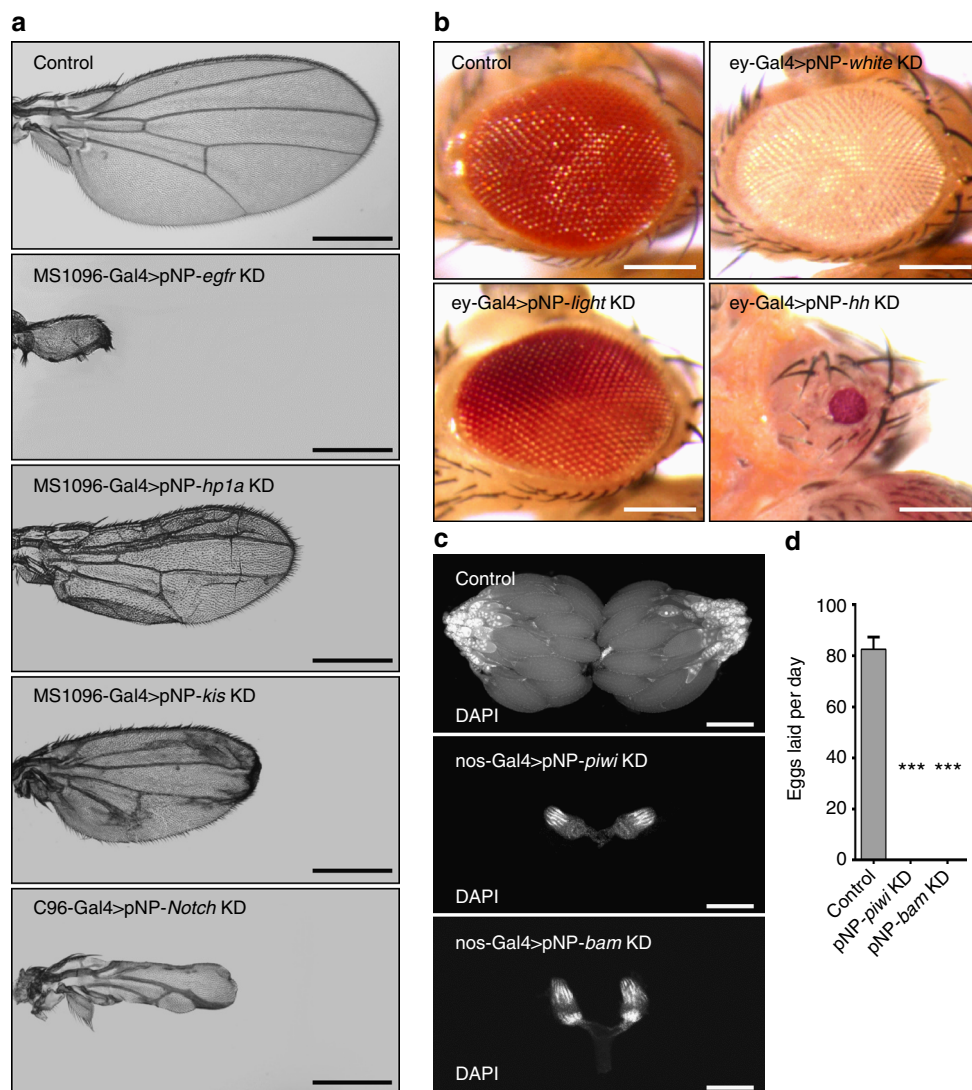 a
Control
MS1096-Gal4>pNP-egfr KD
MS1096-Gal4>pNP-hp1a KD
MS1096-Gal4>pNP-kis KD
C96-Gal4>pNP-Notch KD
b
Control
ey-Gal4>pNP-white KD
ey-Gal4>pNP-light KD
ey-Gal4>pNP-hh KD
c
Control
DAPI
nos-Gal4>pNP-piwi KD
DAPI
nos-Gal4>pNP-bam KD
DAPI
d
Eggs laid per day
100
80
60
40
20
0
*** ***
Control
pNP-piwi KD
pNP-bam KD